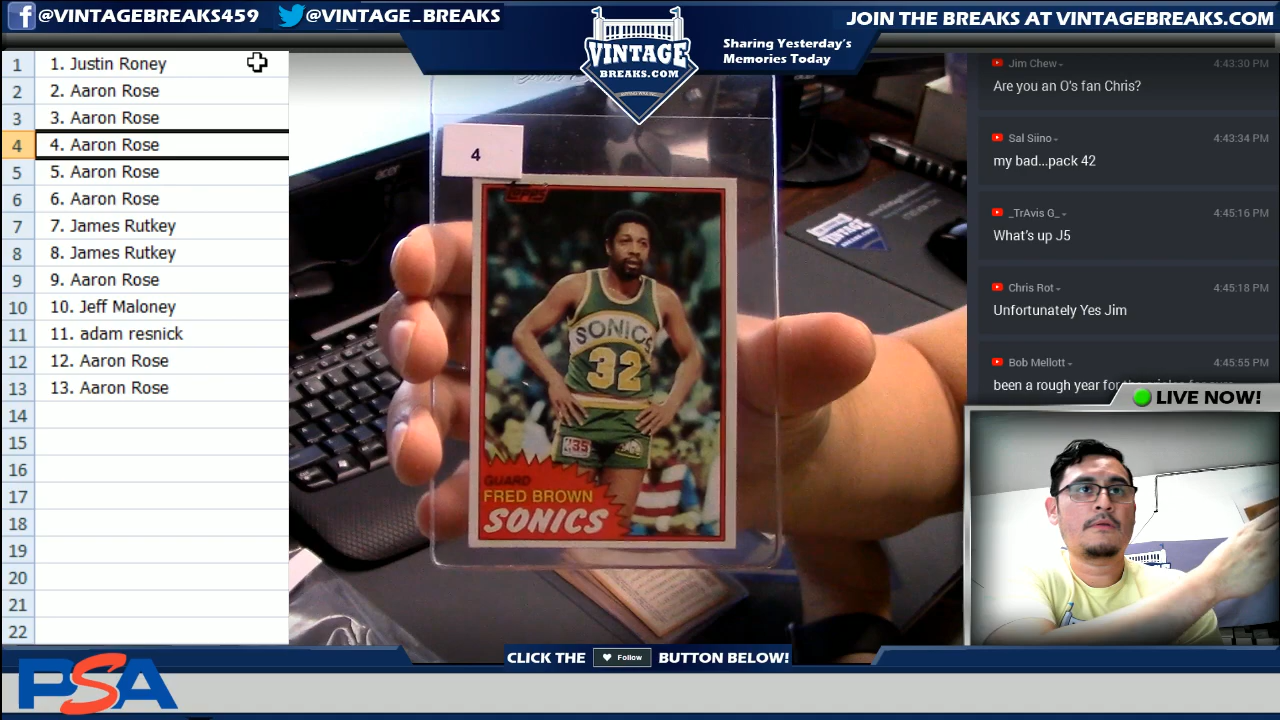 @VINTAGEBREAKS459
@VINTAGE_BREAKS
VINTAGE
BREAKS.COM
Sharing Yesterday's
Memories Today
JOIN THE BREAKS AT VINTAGEBREAKS.COM
1 1. Justin Roney
2 2. Aaron Rose
3 3. Aaron Rose
4 4. Aaron Rose
5 5. Aaron Rose
6 6. Aaron Rose
7 7. James Rutkey
8 8. James Rutkey
9 9. Aaron Rose
10 10. Jeff Maloney
11 11. adam resnick
12 12. Aaron Rose
13 13. Aaron Rose
14
15
16
17
18
19
20
21
22
4
TOPPS
SONICS
32
35
GUARD
FRED BROWN
SONICS
Jim Chew 4:43:30 PM
Are you an O's fan Chris?
Sal Siino 4:43:34 PM
my bad...pack 42
_TrAvis G_ 4:45:16 PM
What's up J5
Chris Rot 4:45:18 PM
Unfortunately Yes Jim
Bob Mellott 4:45:55 PM
been a rough year for
LIVE NOW!
CLICK THE Follow BUTTON BELOW!
PSA